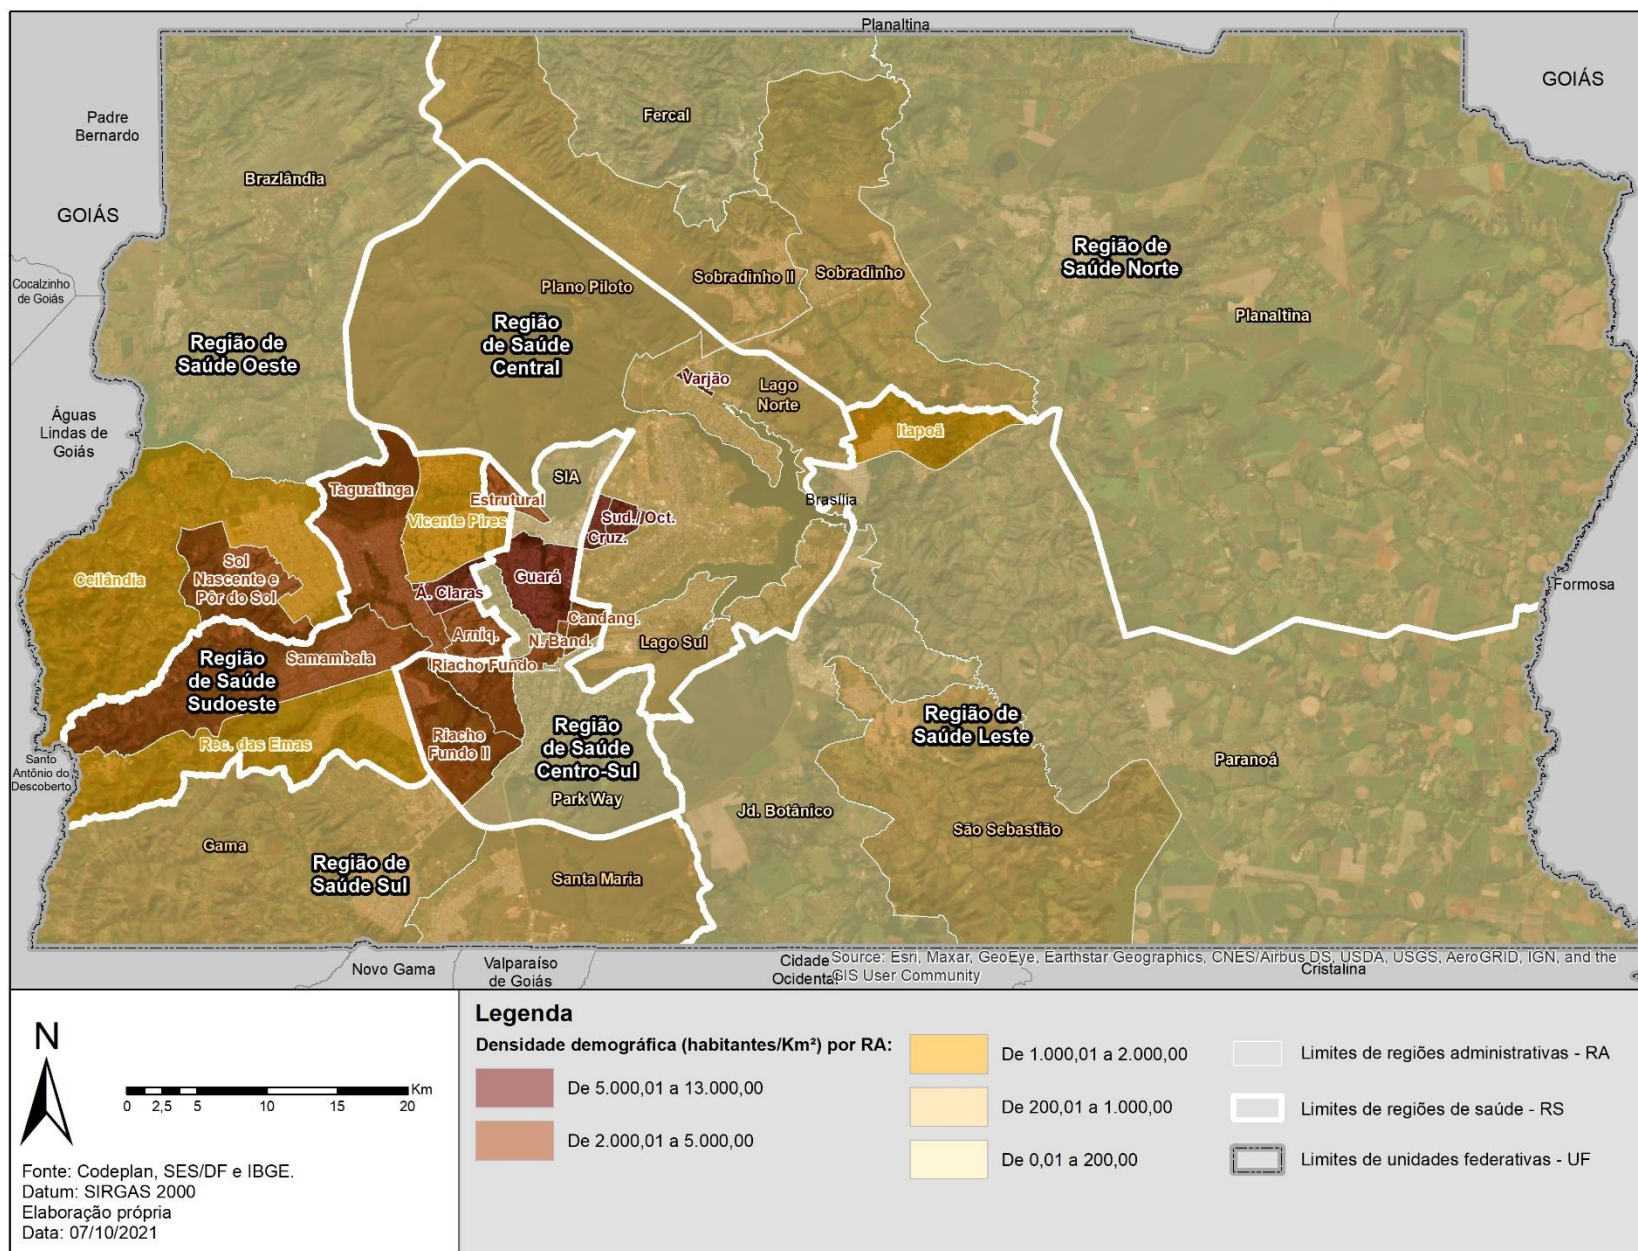 Planaltina
GOIÁS
Padre
Bernardo
Fercal
Brazlândia
GOIÁS
Região de
Saúde Norte
Sobradinho II
Sobradinho
Plano Piloto
Cocalzinho
de Goiás
Planaltina
Região
de Saúde
Central
Região de
Saúde Oeste
Varjão
Lago
Norte
Águas
Lindas de
Goiás
Itapoã
SIA
Taguatinga
Estrutural
Brasília
Vicente Pires
Sud./Oct.
Cruz.
Sol
Nascente e
Pôr do Sol
Ceilândia
Guará
Formosa
Á. Claras
Candang.
Arniq.
N. Band.
Lago Sul
Samambaia
Riacho Fundo
Região
de Saúde
Sudoeste
Região de
Saúde Leste
Rec. das Emas
Riacho
Fundo II
Região
de Saúde
Centro-Sul
Santo
Antônio do
Descoberto
Paranoá
Park Way
Jd. Botânico
São Sebastião
Gama
Região de
Saúde Sul
Santa Maria
Novo Gama
Valparaíso
de Goiás
Cidade
Ocidental
Source: Esri, Maxar, GeoEye, Earthstar Geographics, CNES/Airbus DS, USDA, USGS, AeroGRID, IGN, and the
GIS User Community
Cristalina
N
Km
0 2,5 5 10 15 20
Fonte: Codeplan, SES/DF e IBGE.
Datum: SIRGAS 2000
Elaboração própria
Data: 07/10/2021
Legenda
Densidade demográfica (habitantes/Km²) por RA:
De 5.000,01 a 13.000,00
De 2.000,01 a 5.000,00
De 1.000,01 a 2.000,00
De 200,01 a 1.000,00
De 0,01 a 200,00
Limites de regiões administrativas - RA
Limites de regiões de saúde - RS
Limites de unidades federativas - UF